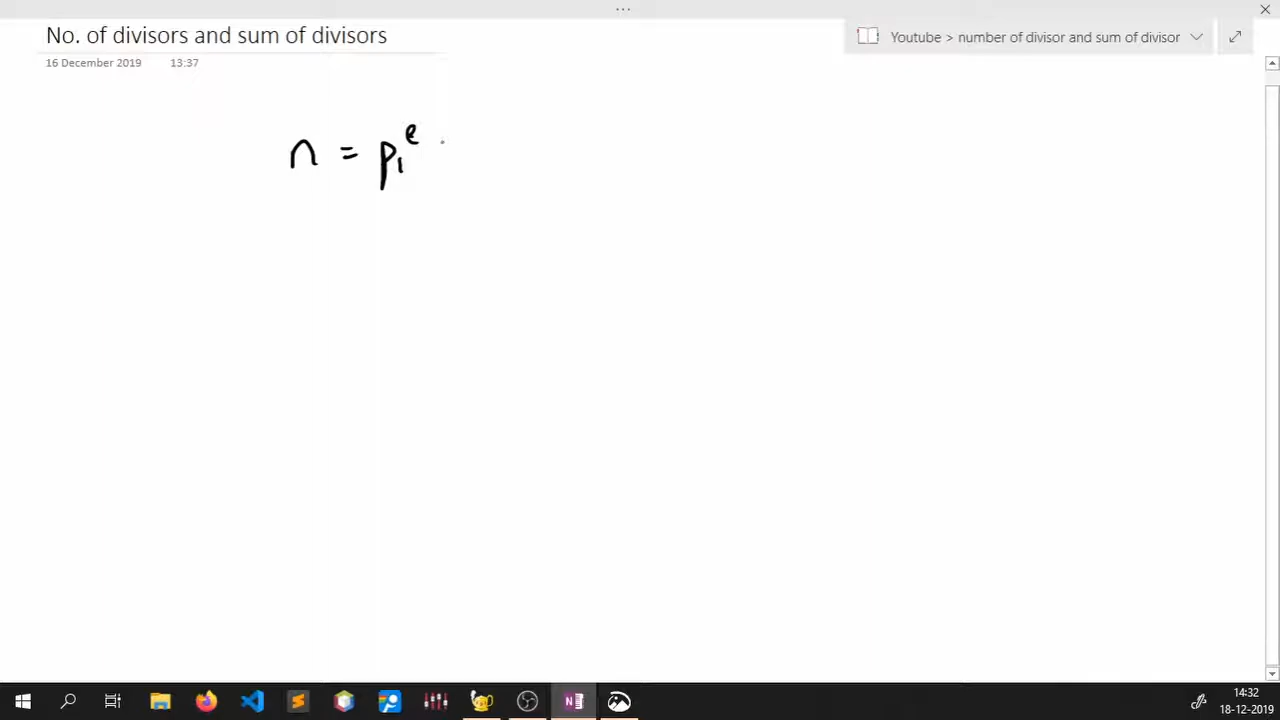 ...
No. of divisors and sum of divisors
Youtube > number of divisor and sum of divisor
16 December 2019 13:37
n = p₁ᵉ
14:32
18-12-2019